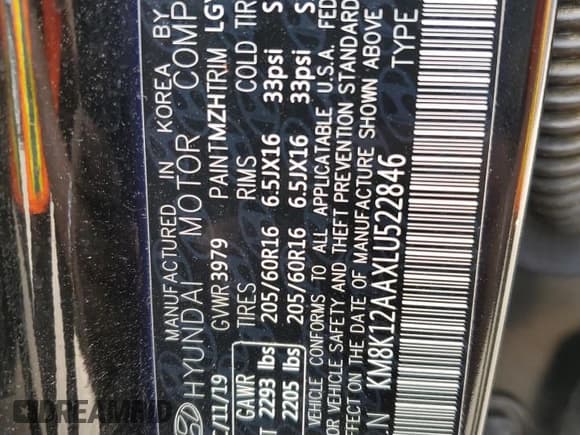 MANUFACTURED IN KOREA BY
HYUNDAI MOTOR COMP
/11/19 GVWR 3979 PAINT MZH TRIM LGY
GAWR TIRES RIMS COLD TIR
T 2293 lbs 205/60R16 6.5JX16 33psi S
2205 lbs 205/60R16 6.5JX16 33psi S
VEHICLE CONFORMS TO ALL APPLICABLE U.S.A. FED
OR VEHICLE SAFETY AND THEFT PREVENTION STANDARD
EFFECT ON THE DATE OF MANUFACTURE SHOWN ABOVE
KM8K12AAXLU522846 TYPE
DREAMBID